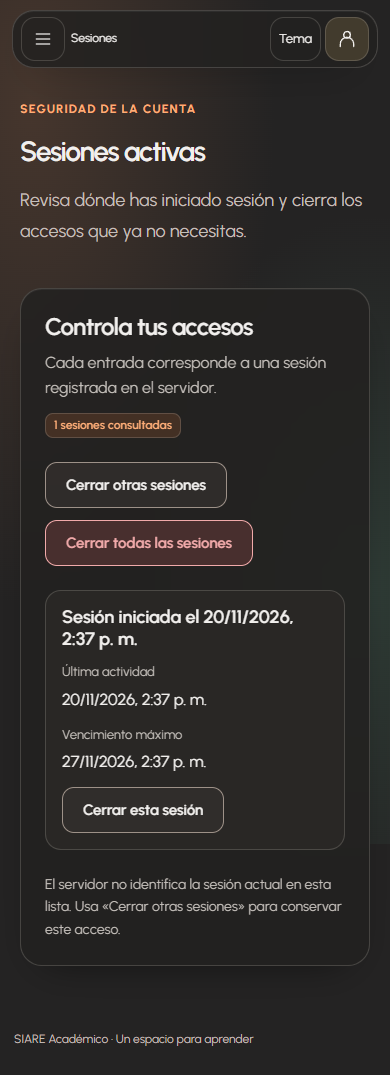 Sesiones
Tema
SEGURIDAD DE LA CUENTA
Sesiones activas
Revisa dónde has iniciado sesión y cierra los
accesos que ya no necesitas.
Controla tus accesos
Cada entrada corresponde a una sesión
registrada en el servidor.
1 sesiones consultadas
Cerrar otras sesiones
Cerrar todas las sesiones
Sesión iniciada el 20/11/2026,
2:37 p. m.
Última actividad
20/11/2026, 2:37 p. m.
Vencimiento máximo
27/11/2026, 2:37 p. m.
Cerrar esta sesión
El servidor no identifica la sesión actual en esta
lista. Usa «Cerrar otras sesiones» para conservar
este acceso.
SIARE Académico · Un espacio para aprender